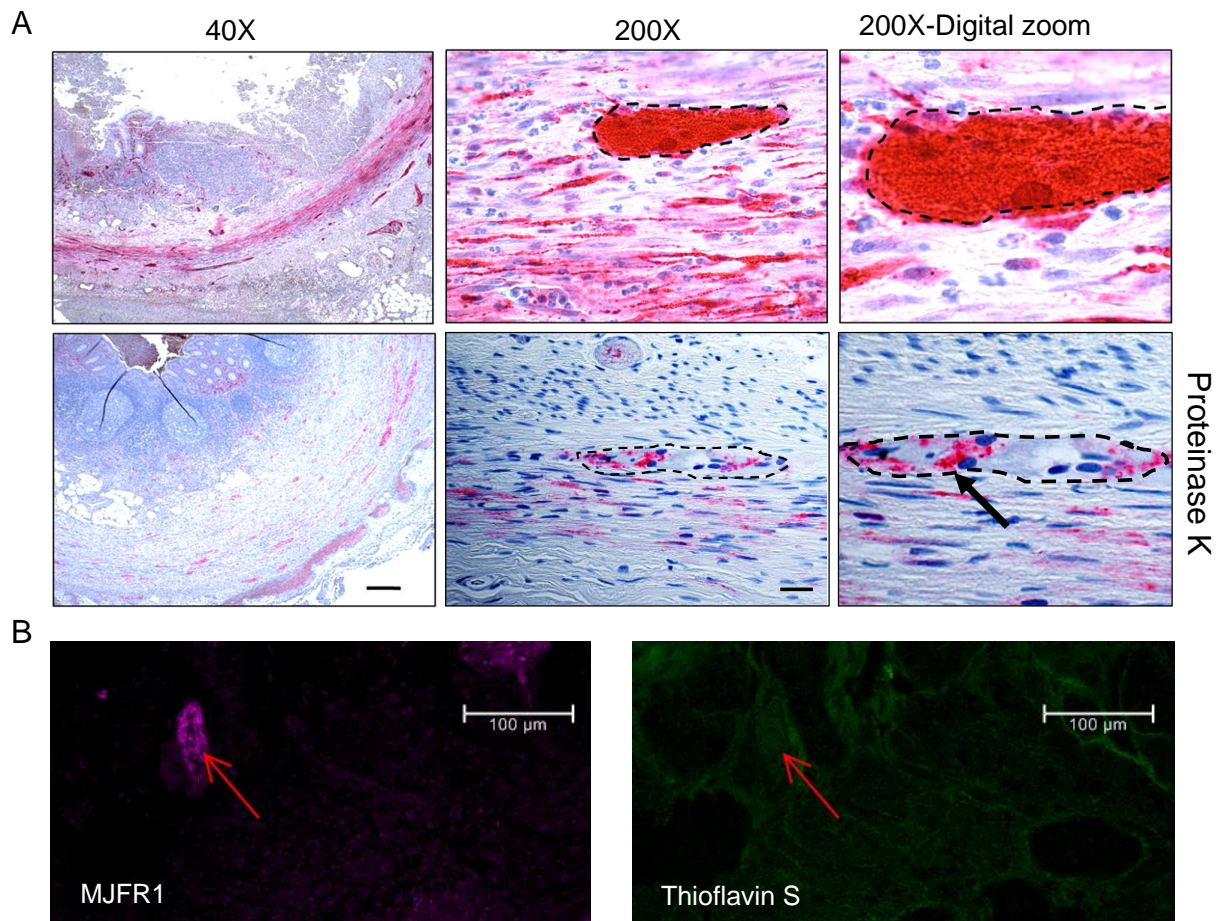 A
40X
200X
200X-Digital zoom
Proteinase K
B
100 µm
MJFR1
100 µm
Thioflavin S